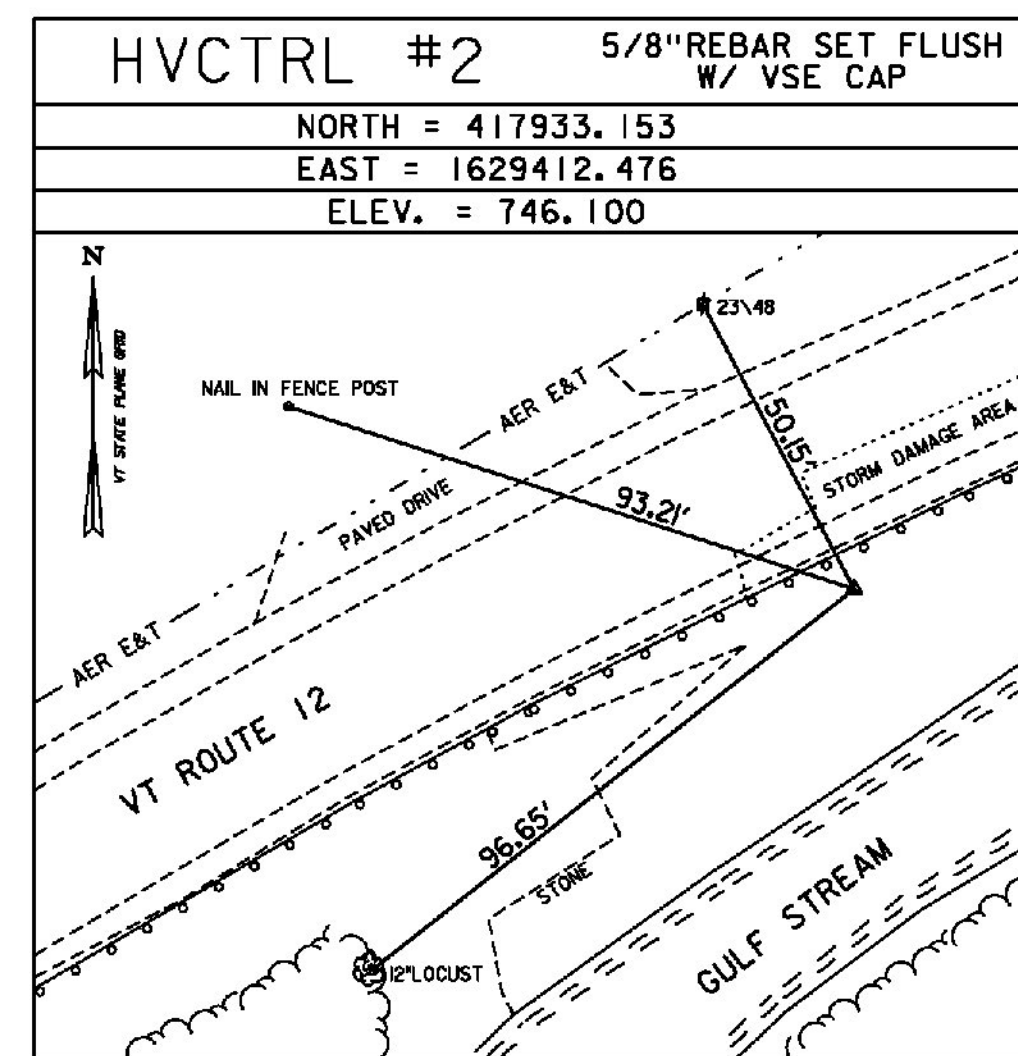 HVCTRL #2
5/8"REBAR SET FLUSH
W/ VSE CAP
NORTH = 417933.153
EAST = 1629412.476
ELEV. = 746.100
N
VT STATE PLANE GRID
23\48
NAIL IN FENCE POST
AER E&T
50.15'
STORM DAMAGE AREA
93.21'
PAVED DRIVE
AER E&T
VT ROUTE 12
96.65'
STONE
GULF STREAM
12"LOCUST